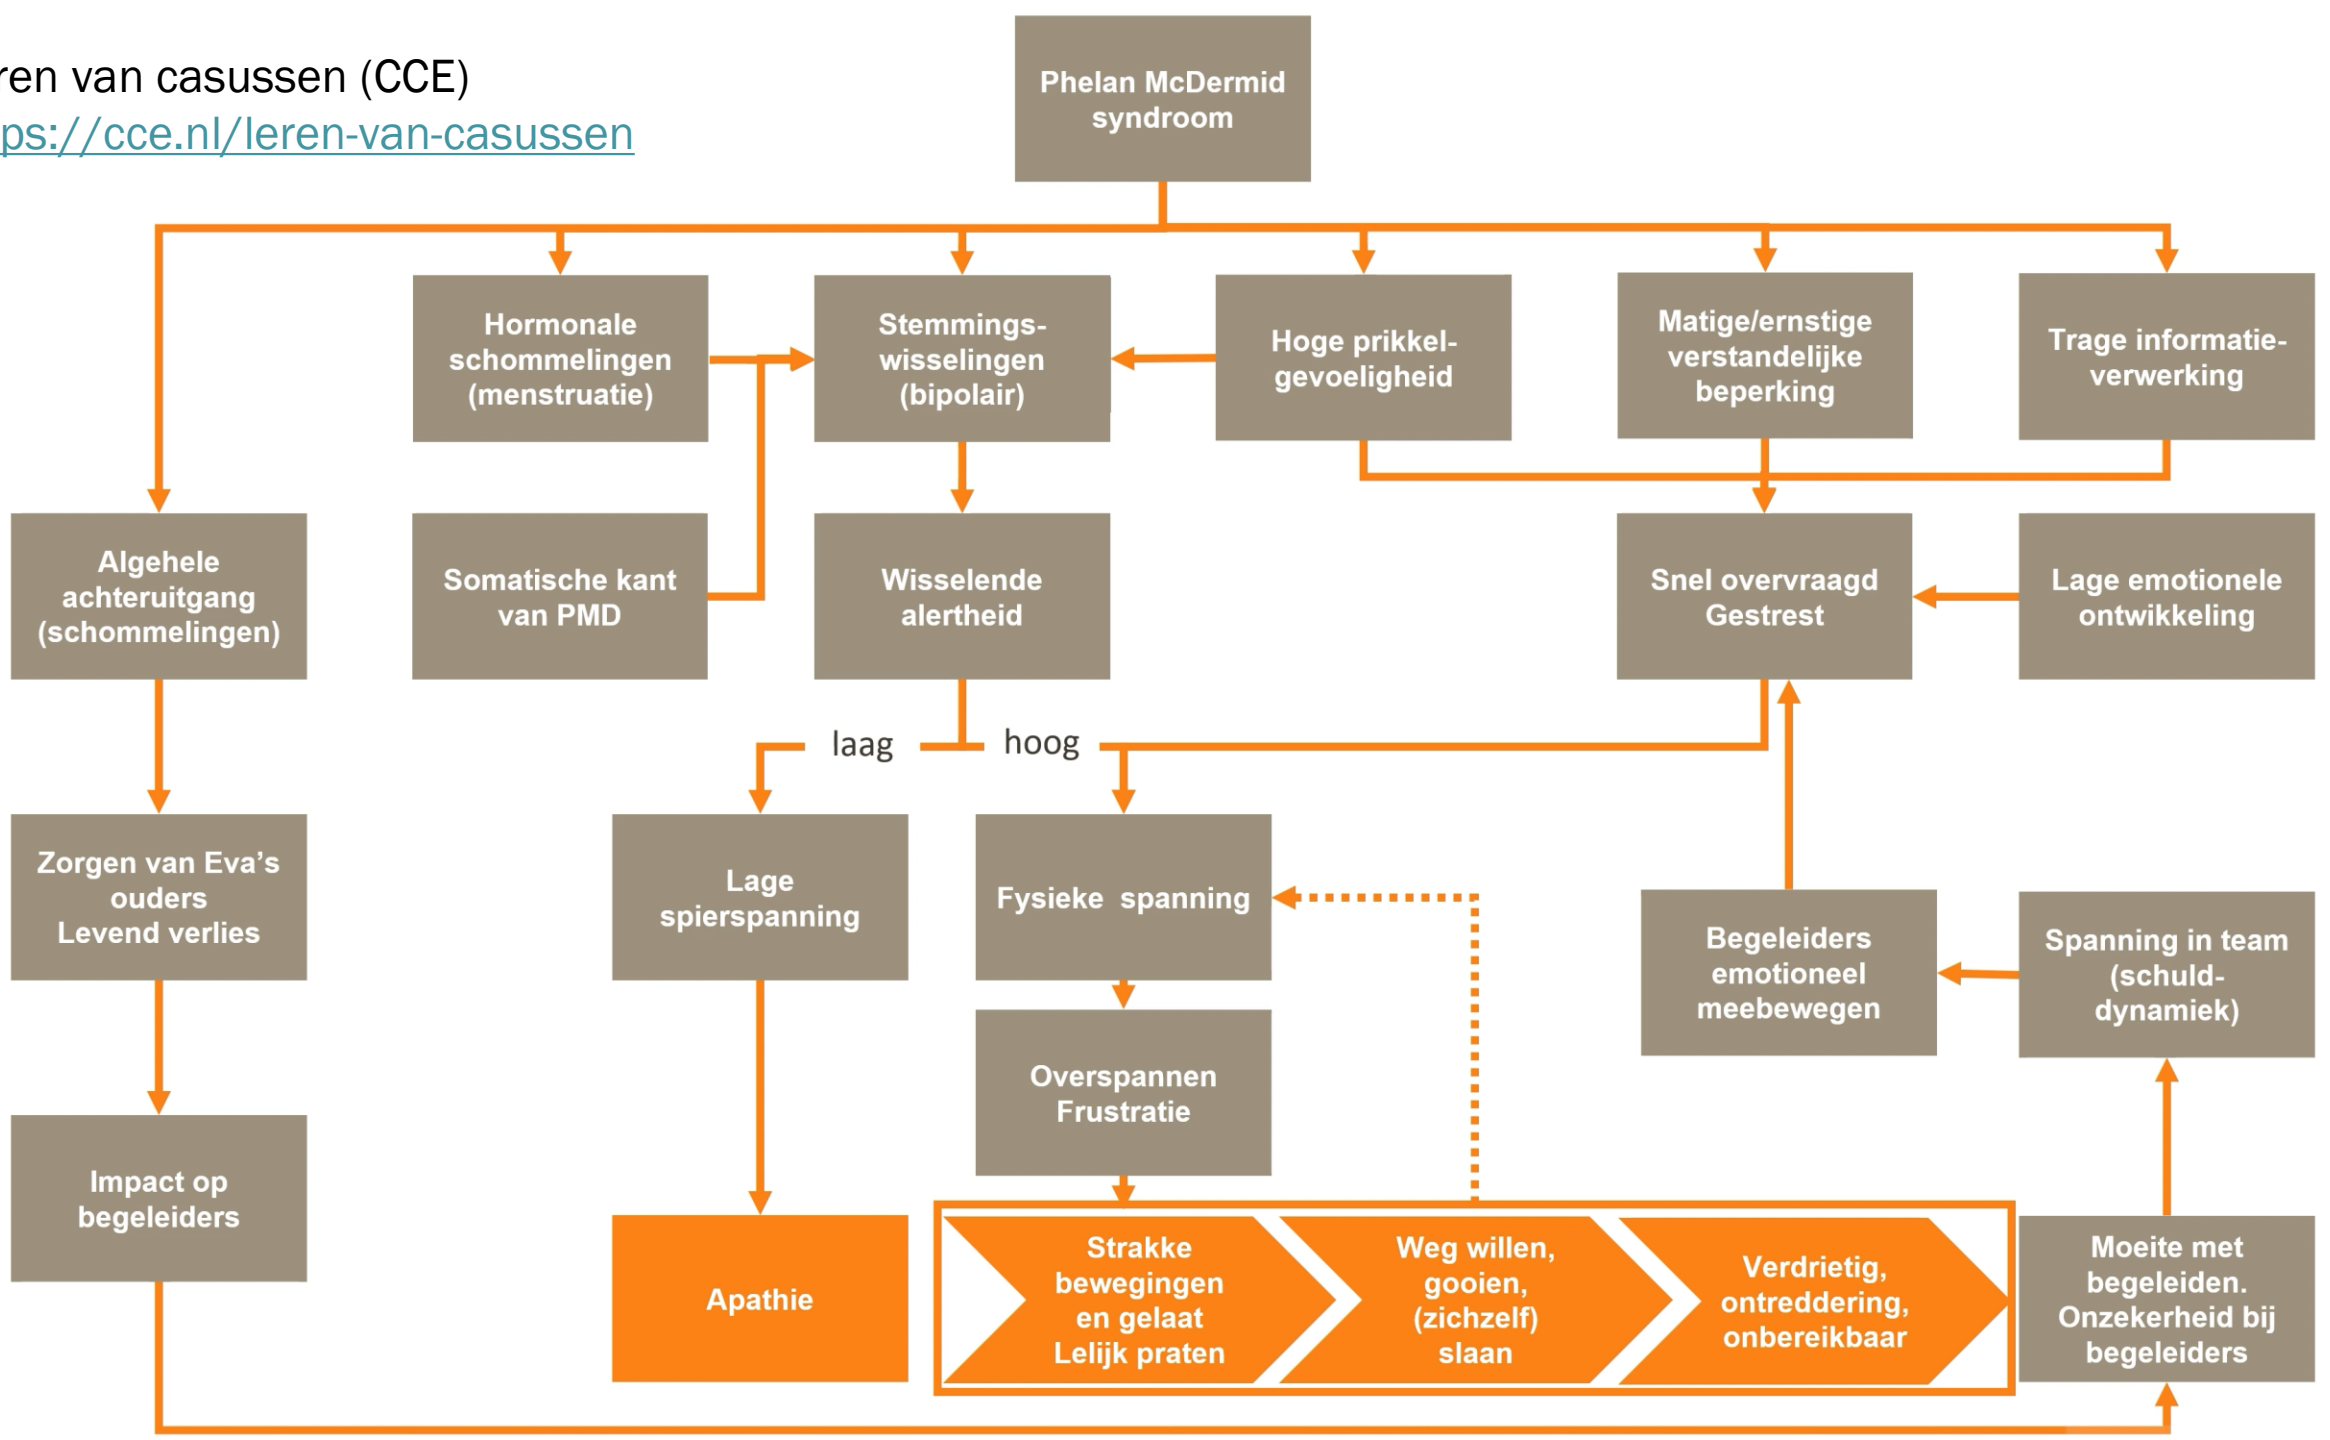 ren van casussen (CCE)
ps://cce.nl/leren-van-casussen
Phelan McDermid
syndroom
Hormonale
schommelingen
(menstruatie)
Stemmings-
wisselingen
(bipolair)
Hoge prikkel-
gevoeligheid
Matige/ernstige
verstandelijke
beperking
Trage informatie-
verwerking
Algehele
achteruitgang
(schommelingen)
Somatische kant
van PMD
Wisselende
alertheid
Snel overvraagd
Gestrest
Lage emotionele
ontwikkeling
laag
hoog
Zorgen van Eva’s
ouders
Levend verlies
Lage
spierspanning
Fysieke  spanning
Begeleiders
emotioneel
meebewegen
Spanning in team
(schuld-
dynamiek)
Overspannen
Frustratie
Impact op
begeleiders
Apathie
Strakke
bewegingen
en gelaat
Lelijk praten
Weg willen,
gooien,
(zichzelf)
slaan
Verdrietig,
ontreddering,
onbereikbaar
Moeite met
begeleiden.
Onzekerheid bij
begeleiders